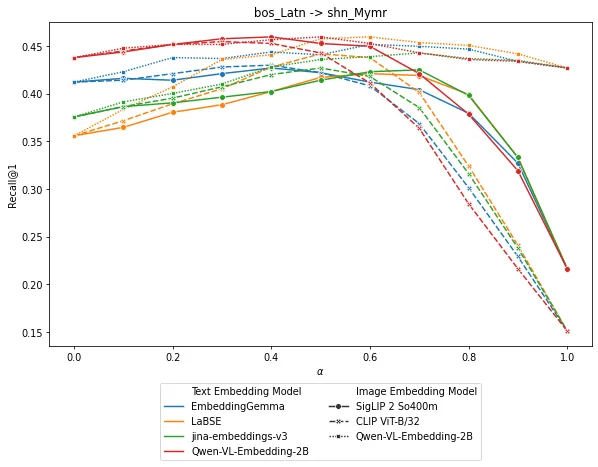 bos_Latn -> shn_Mymr
Recall@1
0.45
0.40
0.35
0.30
0.25
0.20
0.15
0.0 0.2 0.4 0.6 0.8 1.0
α
Text Embedding Model
EmbeddingGemma
LaBSE
jina-embeddings-v3
Qwen-VL-Embedding-2B
Image Embedding Model
SigLIP 2 So400m
CLIP ViT-B/32
Qwen-VL-Embedding-2B